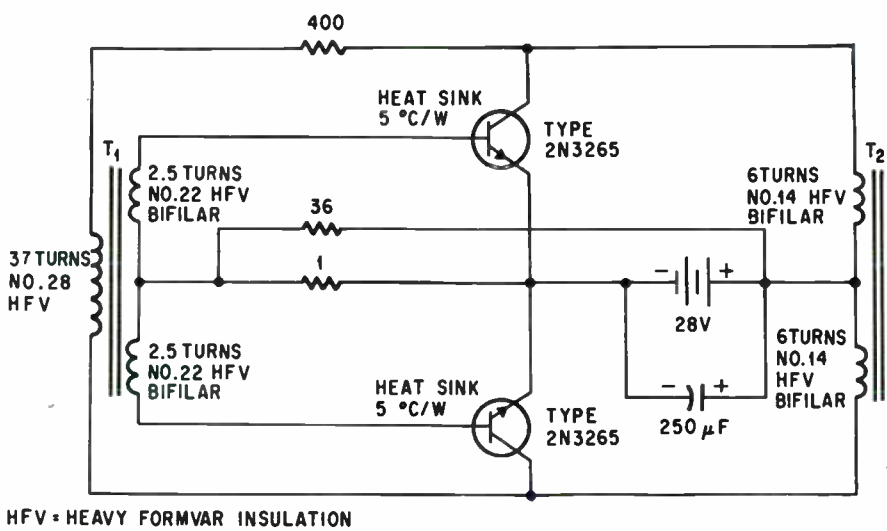 400
HEAT SINK
5 °C/W
TYPE
2N3265
T1
T2
2.5 TURNS
NO.22 HFV
BIFILAR
6TURNS
NO.14 HFV
BIFILAR
36
37 TURNS
NO.28
HFV
1
- +
28V
2.5 TURNS
NO.22 HFV
BIFILAR
6TURNS
NO.14
HFV
BIFILAR
HEAT SINK
5 °C/W
TYPE
2N3265
- +
250 μF
HFV = HEAVY FORMVAR INSULATION